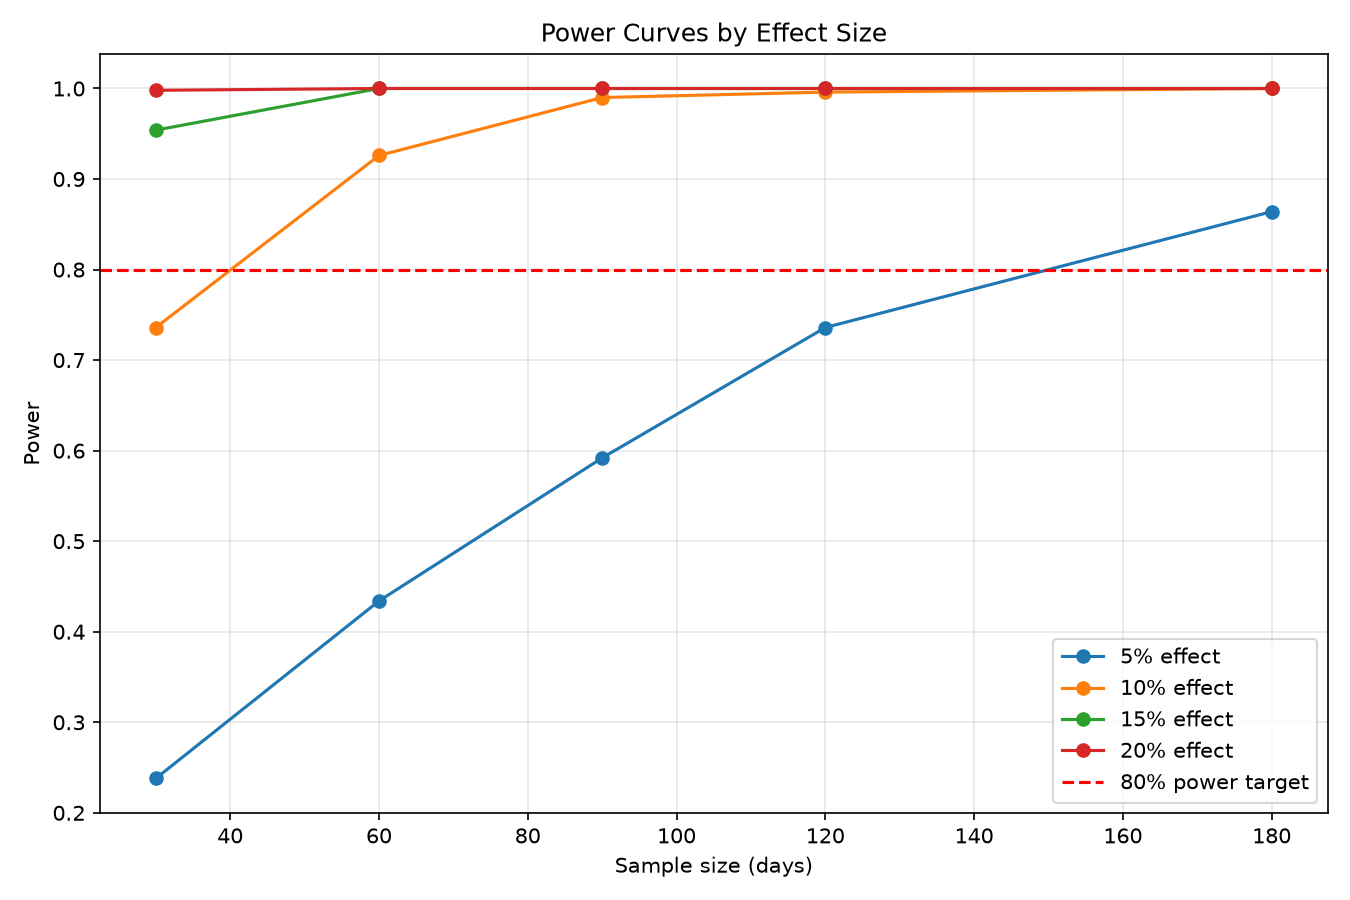 Power Curves by Effect Size
1.0
0.9
0.8
0.7
0.6
0.5
0.4
0.3
0.2
Power
40 60 80 100 120 140 160 180
Sample size (days)
5% effect
10% effect
15% effect
20% effect
80% power target